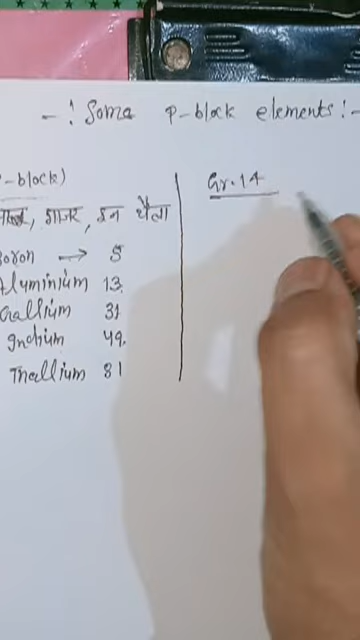 -: Some P-block elements :-
P-block)
गाजर, इन थैला
Boron → 5
Aluminium 13.
Gallium 31
Indium 49.
Thallium 81
Gr. 14